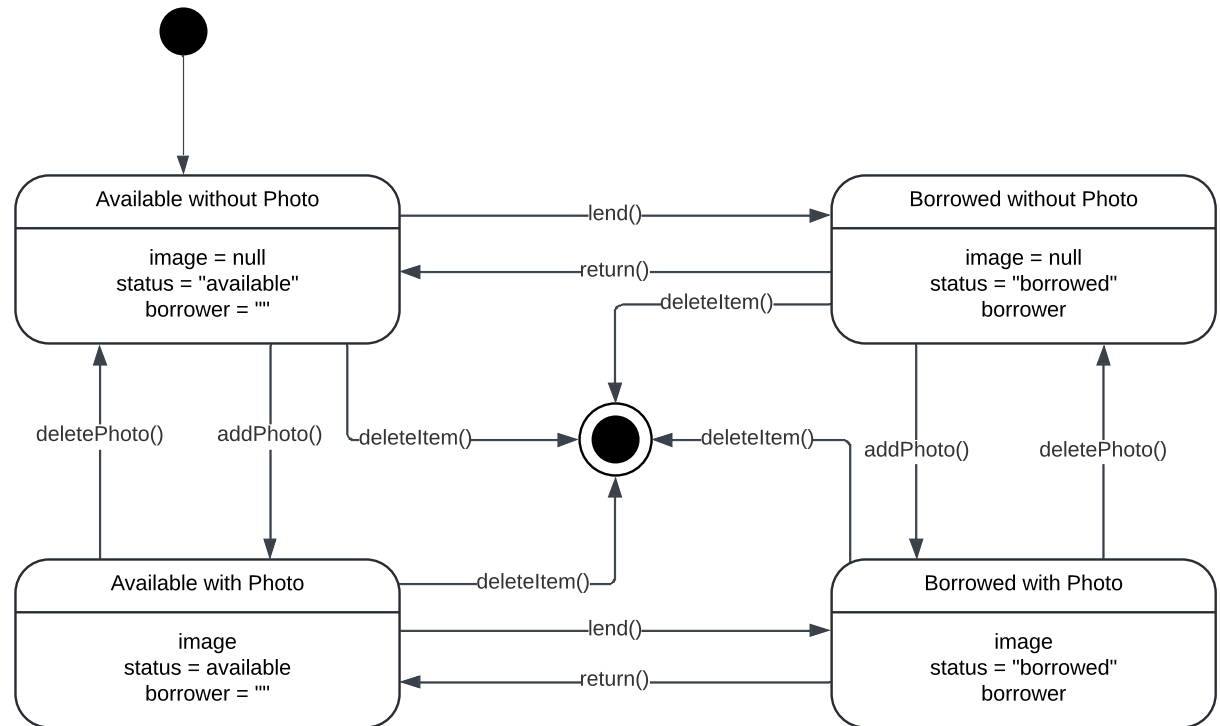 Available without Photo
image = null
status = "available"
borrower = ""
lend()
return()
Borrowed without Photo
image = null
status = "borrowed"
borrower
deleteItem()
deletePhoto()
addPhoto()
deleteItem()
deleteItem()
addPhoto()
deletePhoto()
Available with Photo
image
status = available
borrower = ""
deleteItem()
lend()
return()
Borrowed with Photo
image
status = "borrowed"
borrower